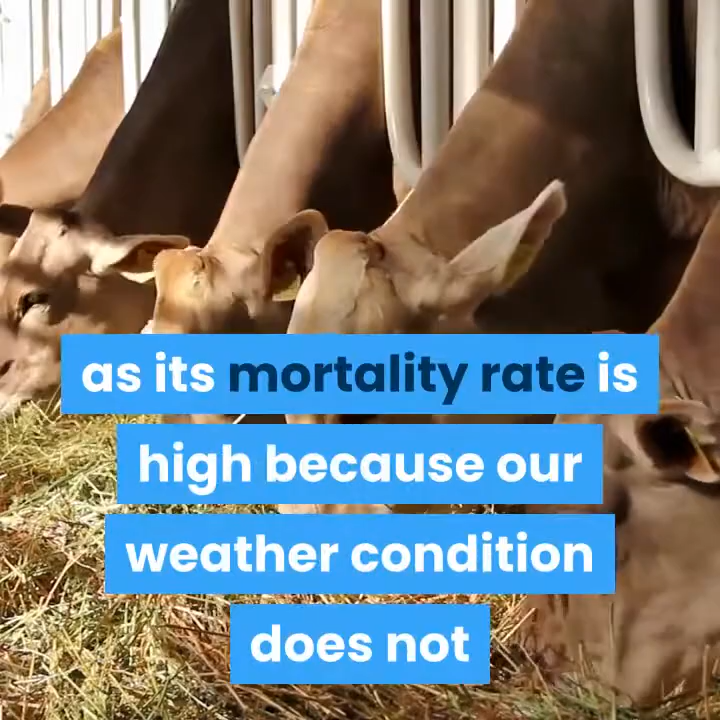 as its mortality rate is
high because our
weather condition
does not